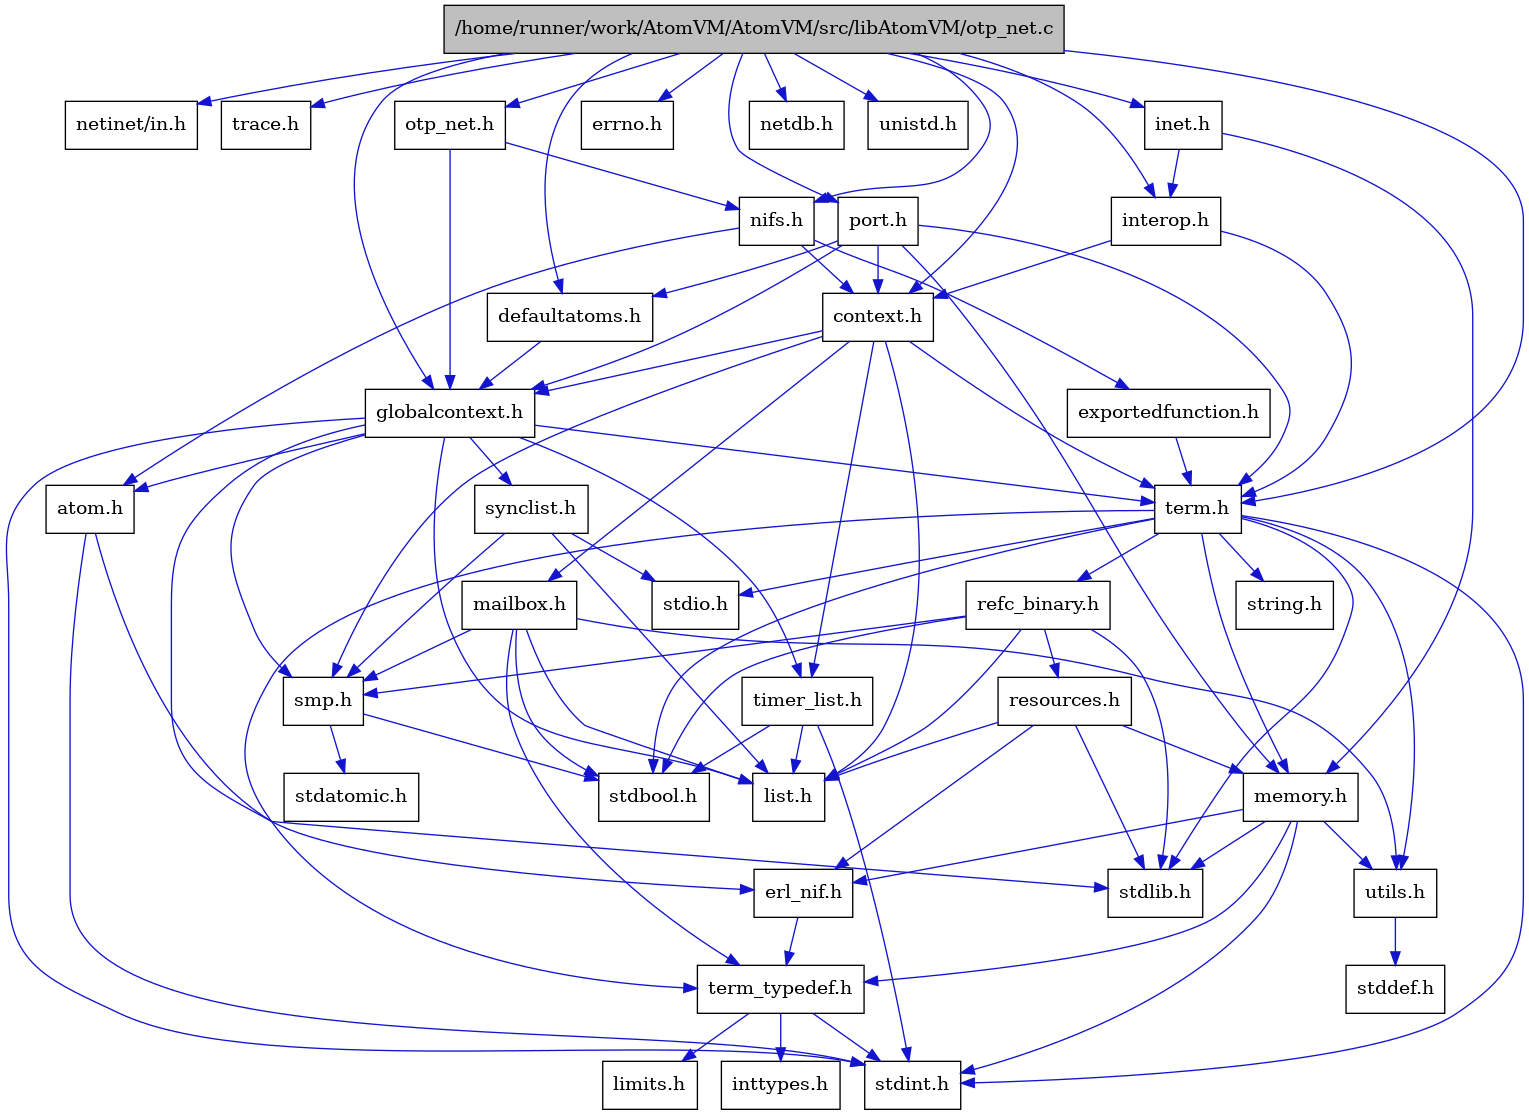 /home/runner/work/AtomVM/AtomVM/src/libAtomVM/otp_net.c
netinet/in.h
trace.h
otp_net.h
errno.h
netdb.h
unistd.h
inet.h
nifs.h
port.h
interop.h
defaultatoms.h
context.h
globalcontext.h
exportedfunction.h
atom.h
synclist.h
term.h
mailbox.h
stdio.h
refc_binary.h
string.h
smp.h
timer_list.h
resources.h
stdatomic.h
stdbool.h
list.h
memory.h
erl_nif.h
stdlib.h
utils.h
term_typedef.h
stddef.h
limits.h
inttypes.h
stdint.h